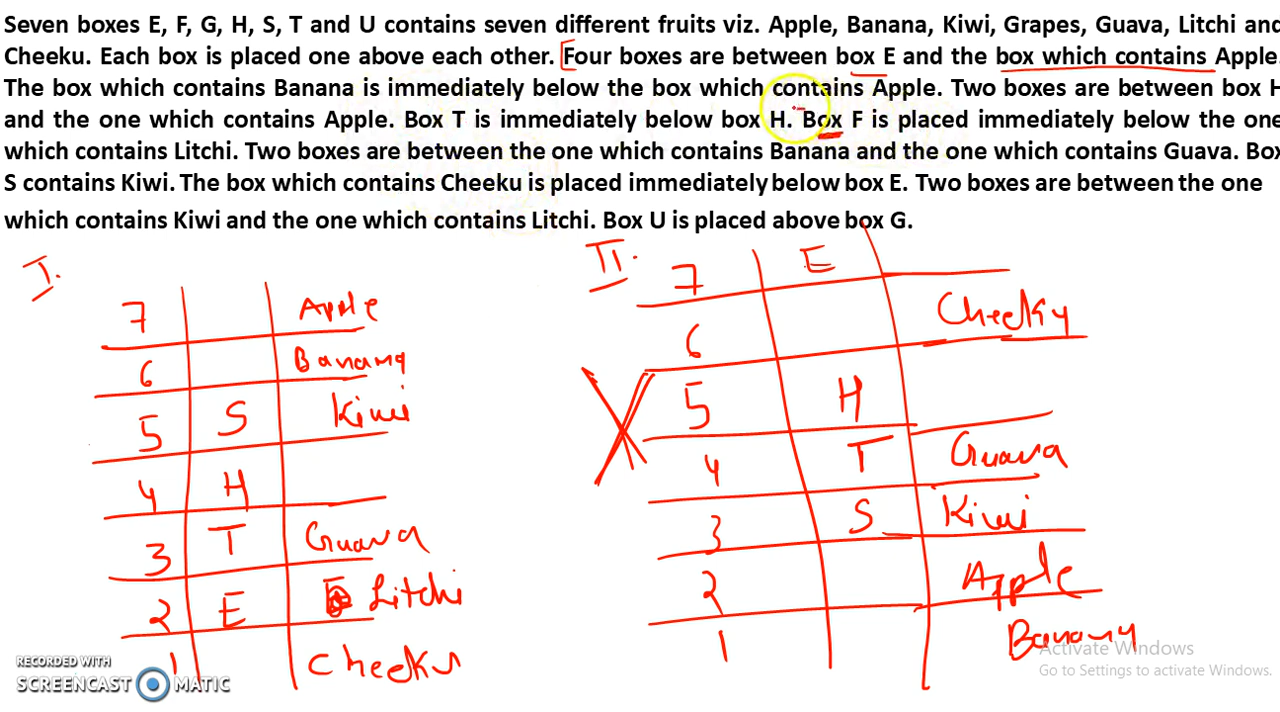 Seven boxes E, F, G, H, S, T and U contains seven different fruits viz. Apple, Banana, Kiwi, Grapes, Guava, Litchi and
Cheeku. Each box is placed one above each other. Four boxes are between box E and the box which contains Apple.
The box which contains Banana is immediately below the box which contains Apple. Two boxes are between box H
and the one which contains Apple. Box T is immediately below box H. Box F is placed immediately below the one
which contains Litchi. Two boxes are between the one which contains Banana and the one which contains Guava. Box
S contains Kiwi. The box which contains Cheeku is placed immediately below box E. Two boxes are between the one
which contains Kiwi and the one which contains Litchi. Box U is placed above box G.
I.
7 Apple
6 Banana
5 S Kiwi
4 H
3 T Guava
2 E Litchi
1 Cheeku
II.
7 E
6 Cheeky
5 H
4 T Guava
3 S Kiwi
2 Apple
1 Banany
RECORDED WITH
SCREENCAST MATIC
Activate Windows
Go to Settings to activate Windows.